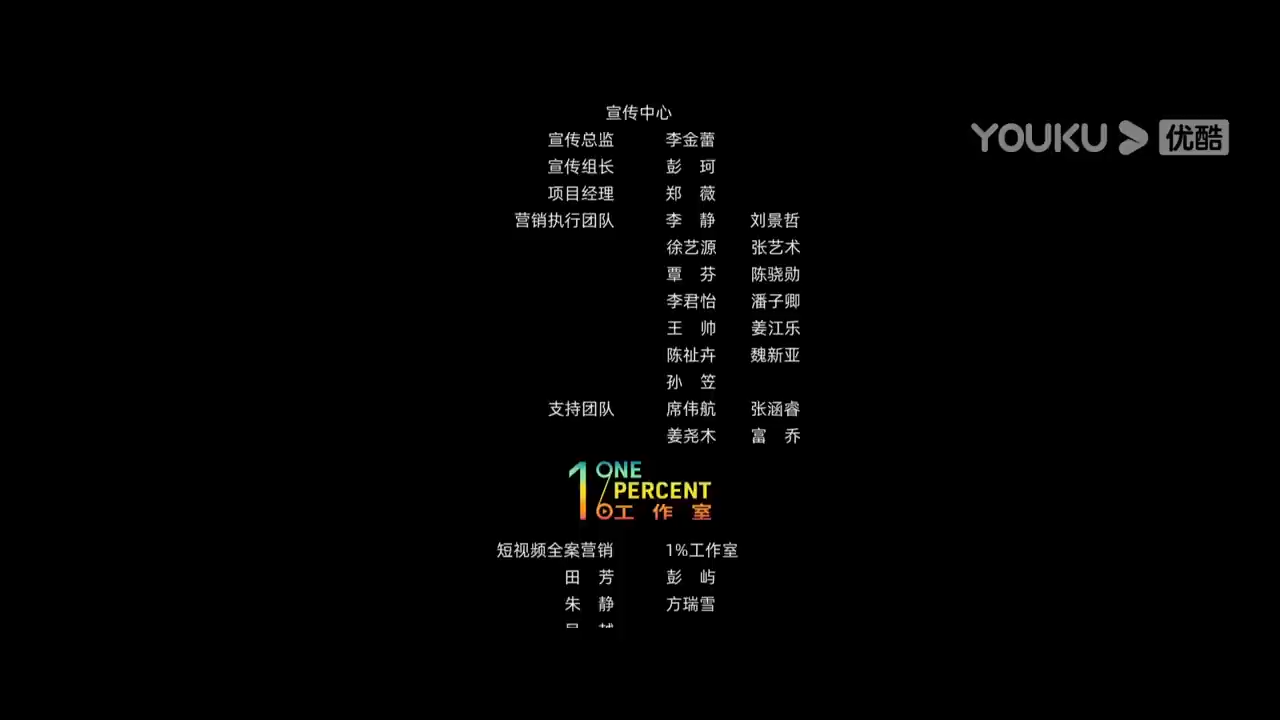 宣传中心
YOUKU 优酷
宣传总监 李金蕾
宣传组长 彭 珂
项目经理 郑 薇
营销执行团队 李 静 刘景哲
徐艺源 张艺术
覃 芬 陈骁勋
李君怡 潘子卿
王 帅 姜江乐
陈祉卉 魏新亚
孙 笠
支持团队 席伟航 张涵睿
姜尧木 富 乔
1% ONE
PERCENT
工作室
短视频全案营销 1%工作室
田 芳 彭 屿
朱 静 方瑞雪